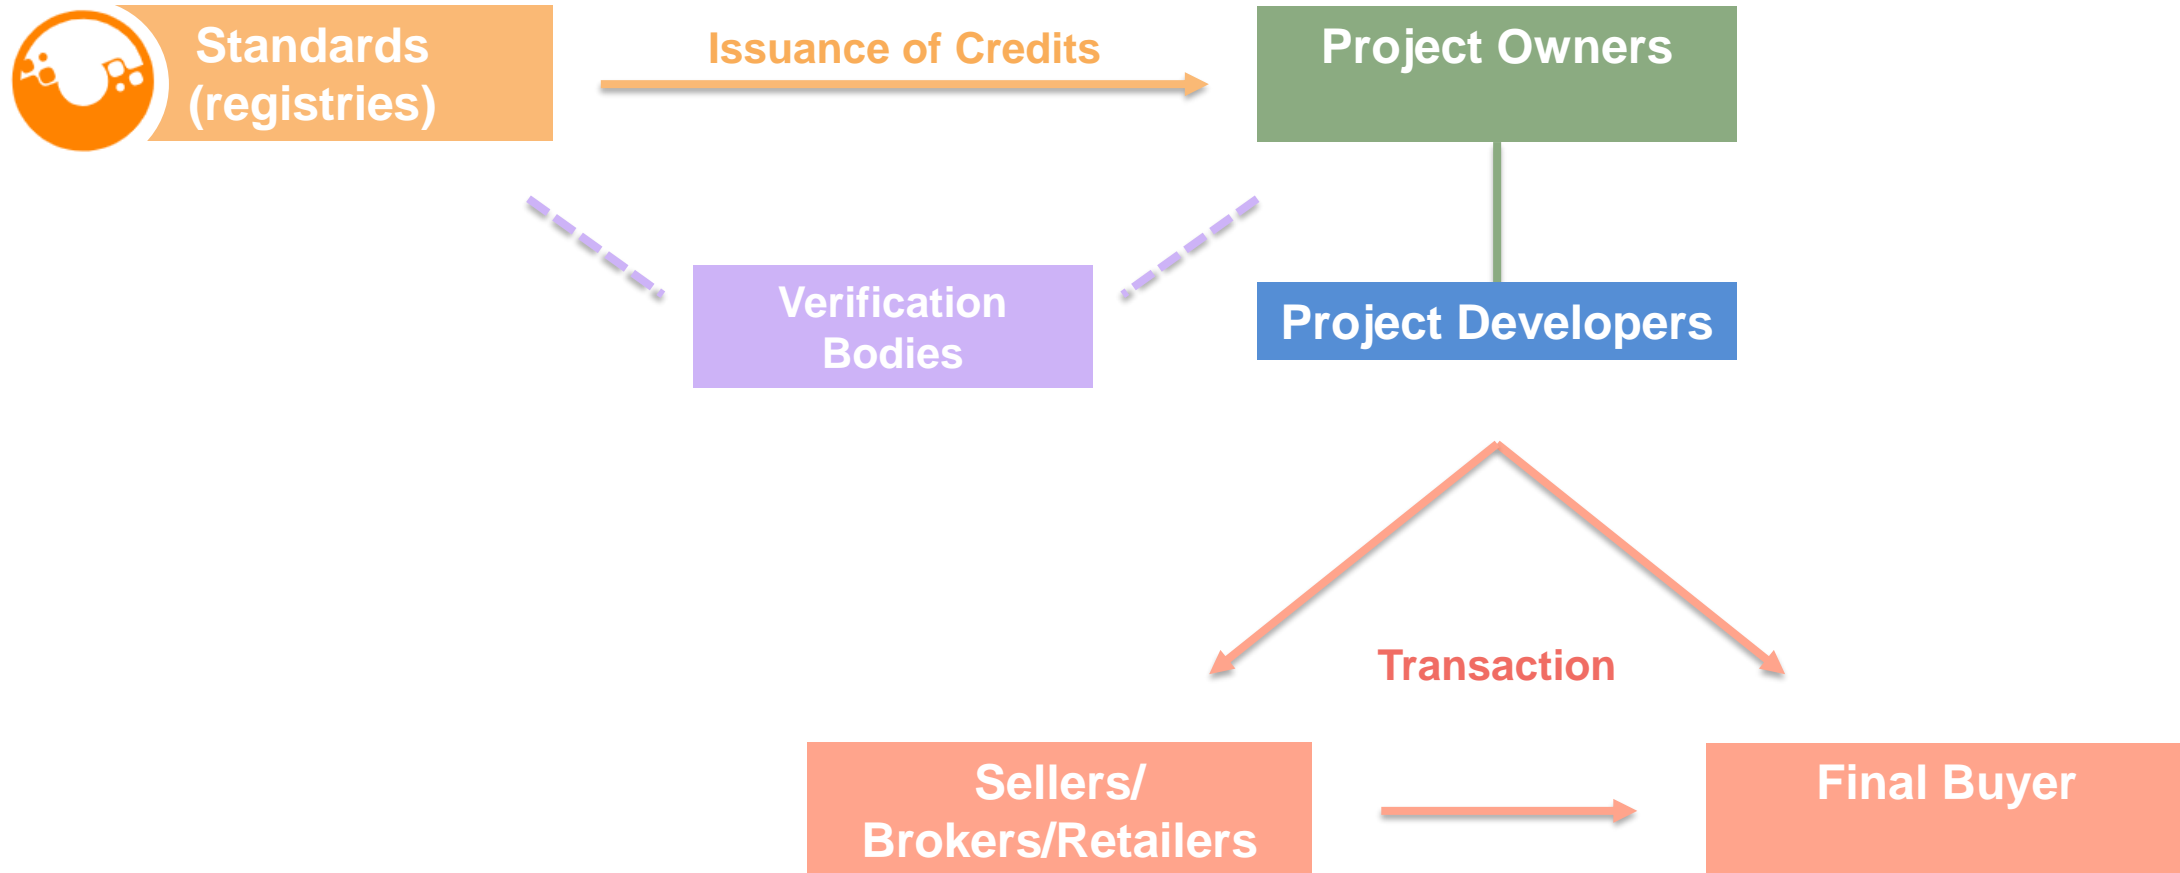 Standards
(registries)
Issuance of Credits
Project Owners
Verification
Bodies
Project Developers
Transaction
Sellers/
Brokers/Retailers
Final Buyer